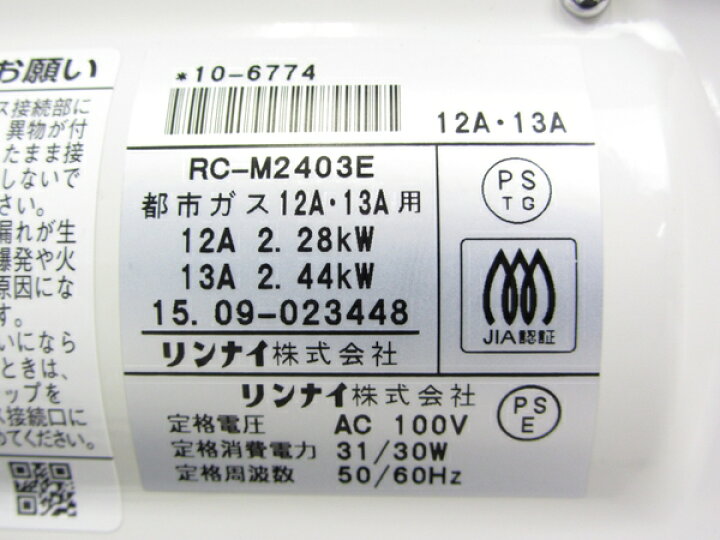 お願い
ス接続部に
異物が付
たまま接
しないで
さい。
漏れが生
爆発や火
原因にな
す。
いになら
ときは、
ップを
ス接続口に
めてください。
*10-6774
12A・13A
RC-M2403E
都市ガス12A・13A用
12A 2.28kW
13A 2.44kW
15.09-023448
リンナイ株式会社
PS
TG
JIA認証
リンナイ株式会社
定格電圧 AC 100V
定格消費電力 31/30W
定格周波数 50/60Hz
PS
E